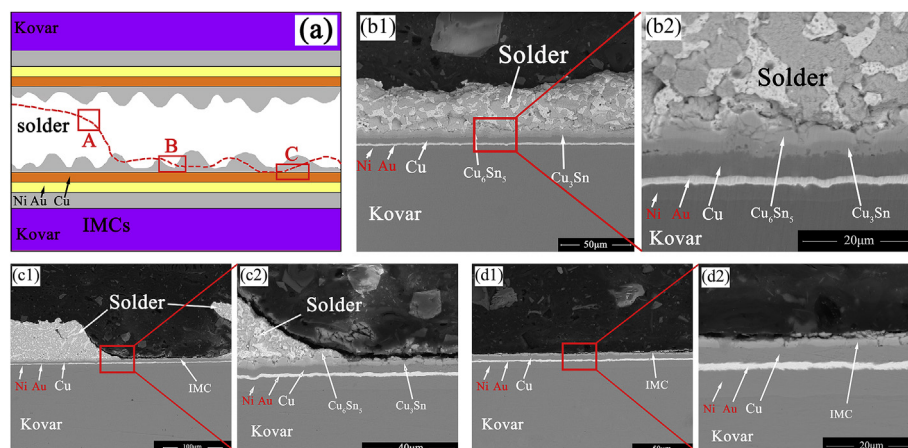 Kovar
(a)
solder
A
B
C
Ni Au Cu
IMCs
Kovar
(b1)
Solder
Ni Au Cu
Cu6Sn5
Cu3Sn
Kovar
50μm
(b2)
Solder
Ni Au Cu Cu6Sn5 Cu3Sn
Kovar
20μm
(c1)
Solder
Ni Au Cu
IMC
Kovar
100μm
(c2)
Solder
Ni Au Cu
Cu6Sn5
Cu3Sn
Kovar
40μm
(d1)
Ni Au Cu
IMC
Kovar
50μm
(d2)
Ni Au Cu
IMC
Kovar
20μm